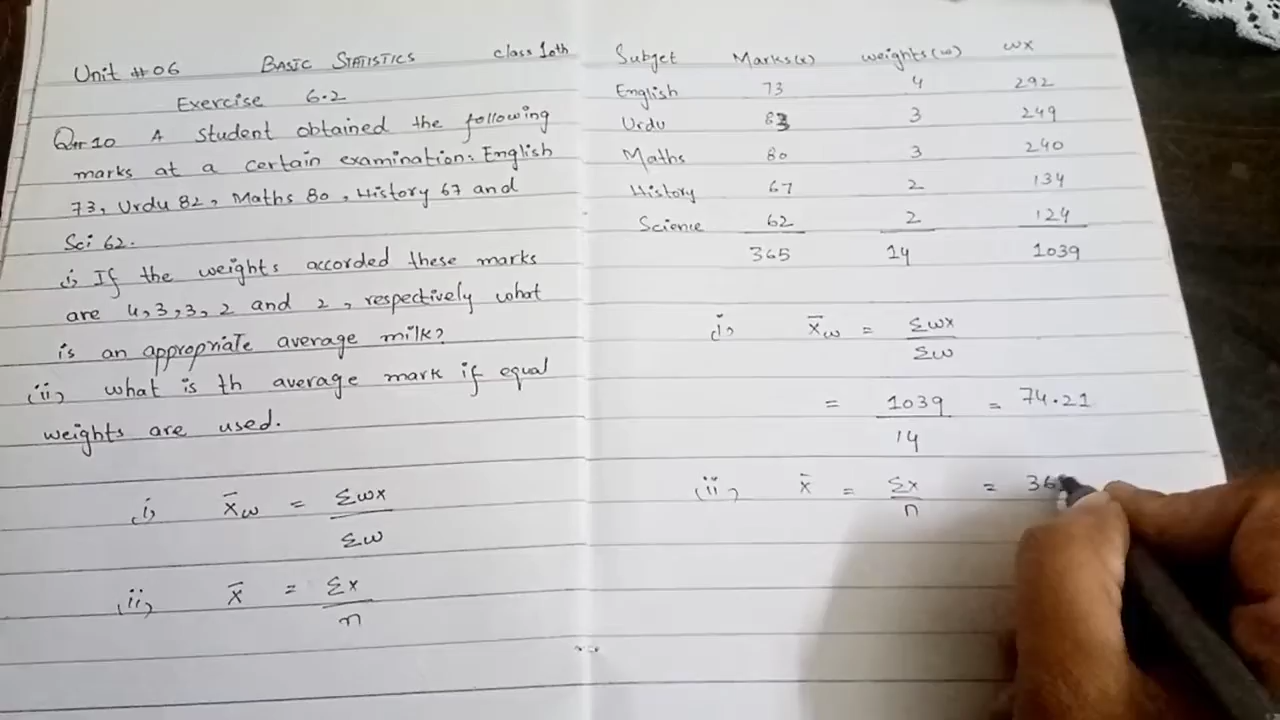 Unit # 06 BASIC STATISTICS class 10th
Exercise 6.2
Q# 10 A student obtained the following
marks at a certain examination: English
73, Urdu 82, Maths 80, History 67 and
Sci 62.
i, If the weights accorded these marks
are 4,3,3,2 and 2, respectively what
is an appropriate average milk?
(ii, what is th average mark if equal
weights are used.
i, x̄w = Σwx / Σw
(ii, x̄ = Σx / n
Subjet Marks(x) weights(w) wx
English 73 4 292
Urdu 83 3 249
Maths 80 3 240
History 67 2 134
Science 62 2 124
365 14 1039
i, x̄w = Σwx / Σw
= 1039 / 14 = 74.21
(ii, x̄ = Σx / n = 36